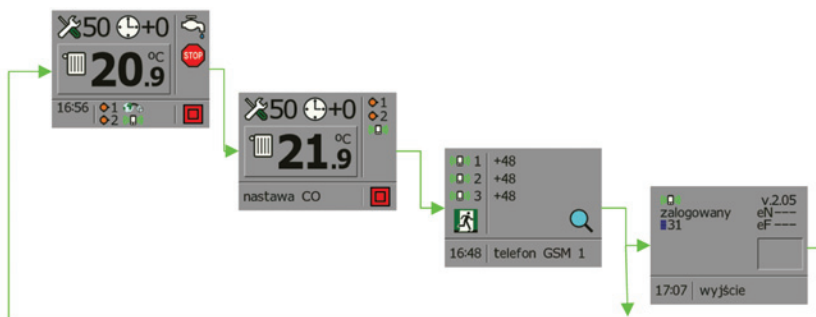 50 +0
STOP
20.9 °C
16:56 1
2
50 +0 1
2
21.9 °C
nastawa CO
1 +48
2 +48
3 +48
16:48 telefon GSM 1
v.2.05
zalogowany eN---
31 eF ---
17:07 wyjście